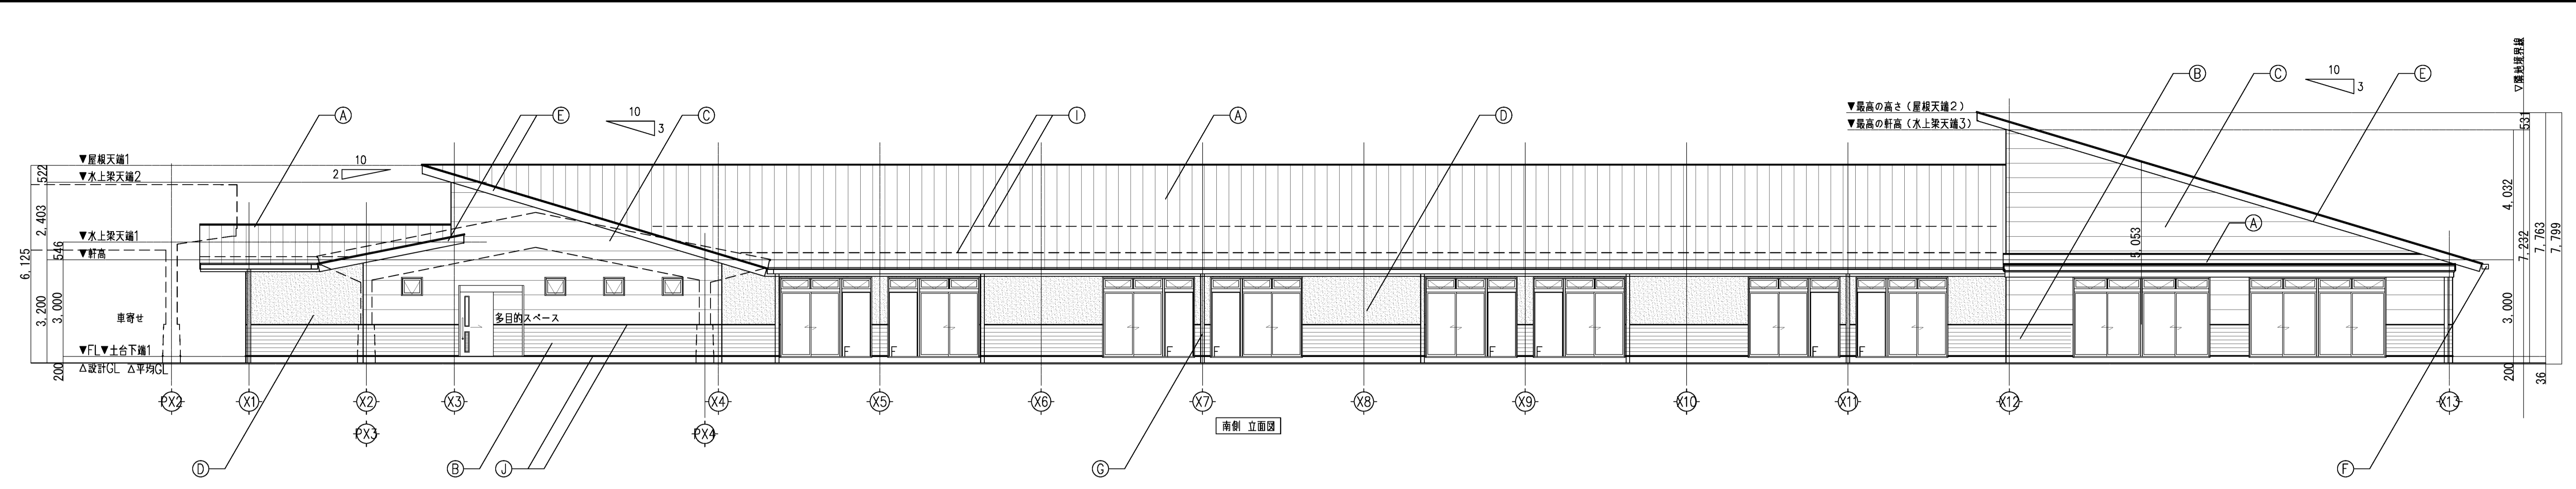 ▽隣地境界線
Ⓑ Ⓒ 10 3 Ⓔ
▼最高の高さ（屋根天端2）
▼最高の軒高（水上梁天端3）
531
Ⓐ Ⓔ 10 3 Ⓒ Ⓘ Ⓐ Ⓓ
▼屋根天端1
10
2
522
▼水上梁天端2
2,403
▼水上梁天端1
546
▼軒高
6,125
3,200
3,000
車寄せ
多目的スペース
▼FL▼土台下端1
△設計GL △平均GL
200
Ⓐ
5,053
4,032
7,232
7,763
7,799
3,000
200
36
F F F F F F F F
PX2 X1 X2 X3 X4 X5 X6 X7 X8 X9 X10 X11 X12 X13
PX3 PX4
南側 立面図
Ⓓ Ⓑ Ⓙ Ⓖ Ⓕ